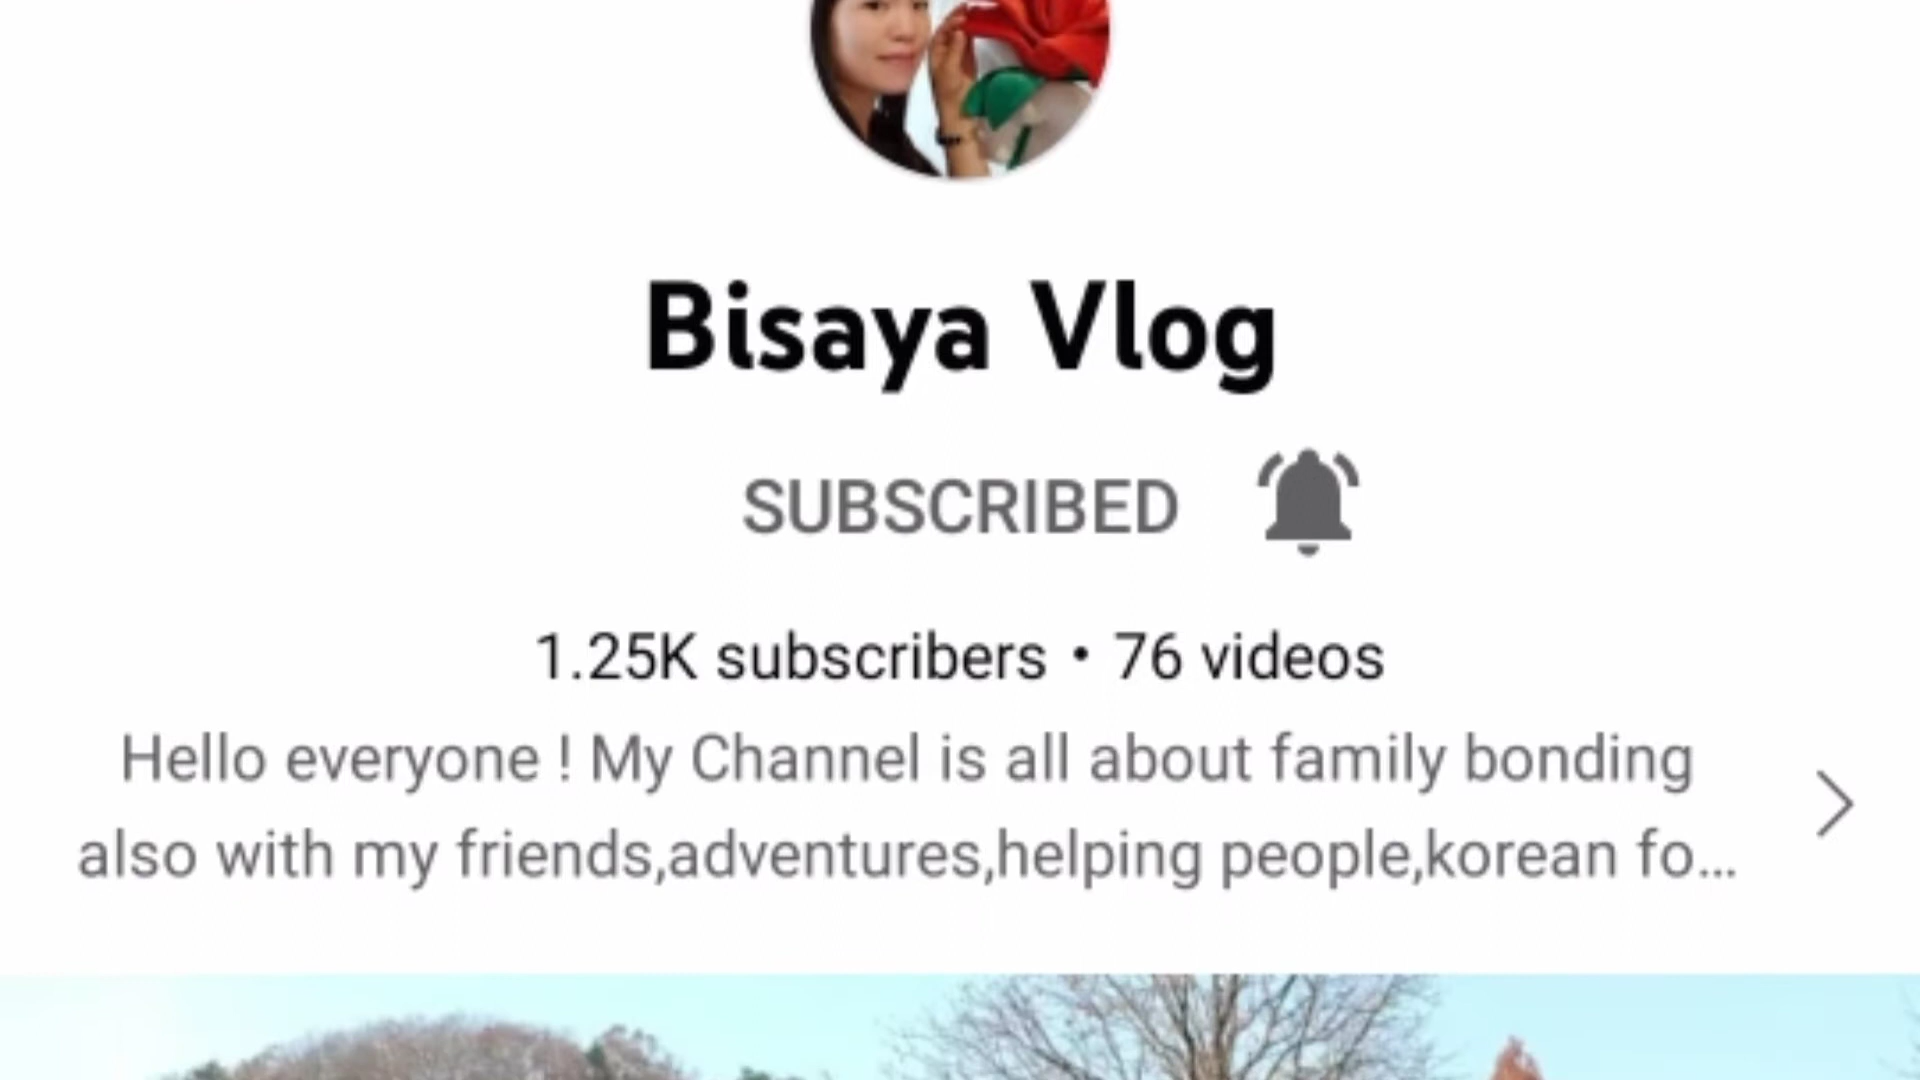 Bisaya Vlog
SUBSCRIBED
1.25K subscribers • 76 videos
Hello everyone ! My Channel is all about family bonding
also with my friends,adventures,helping people,korean fo...